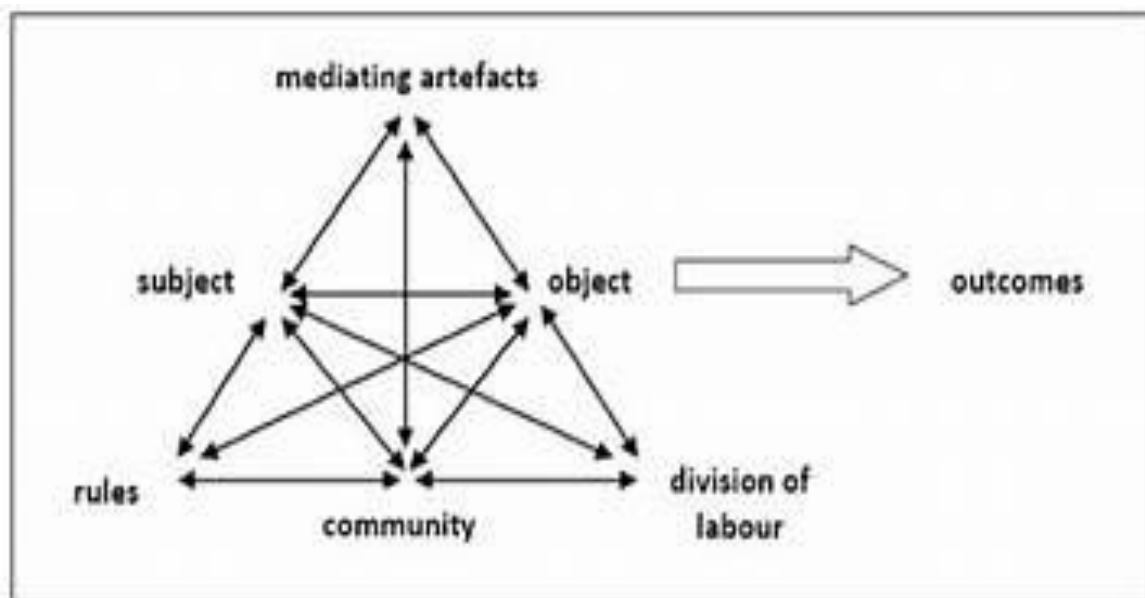 mediating artefacts
subject
object
outcomes
rules
community
division of
labour